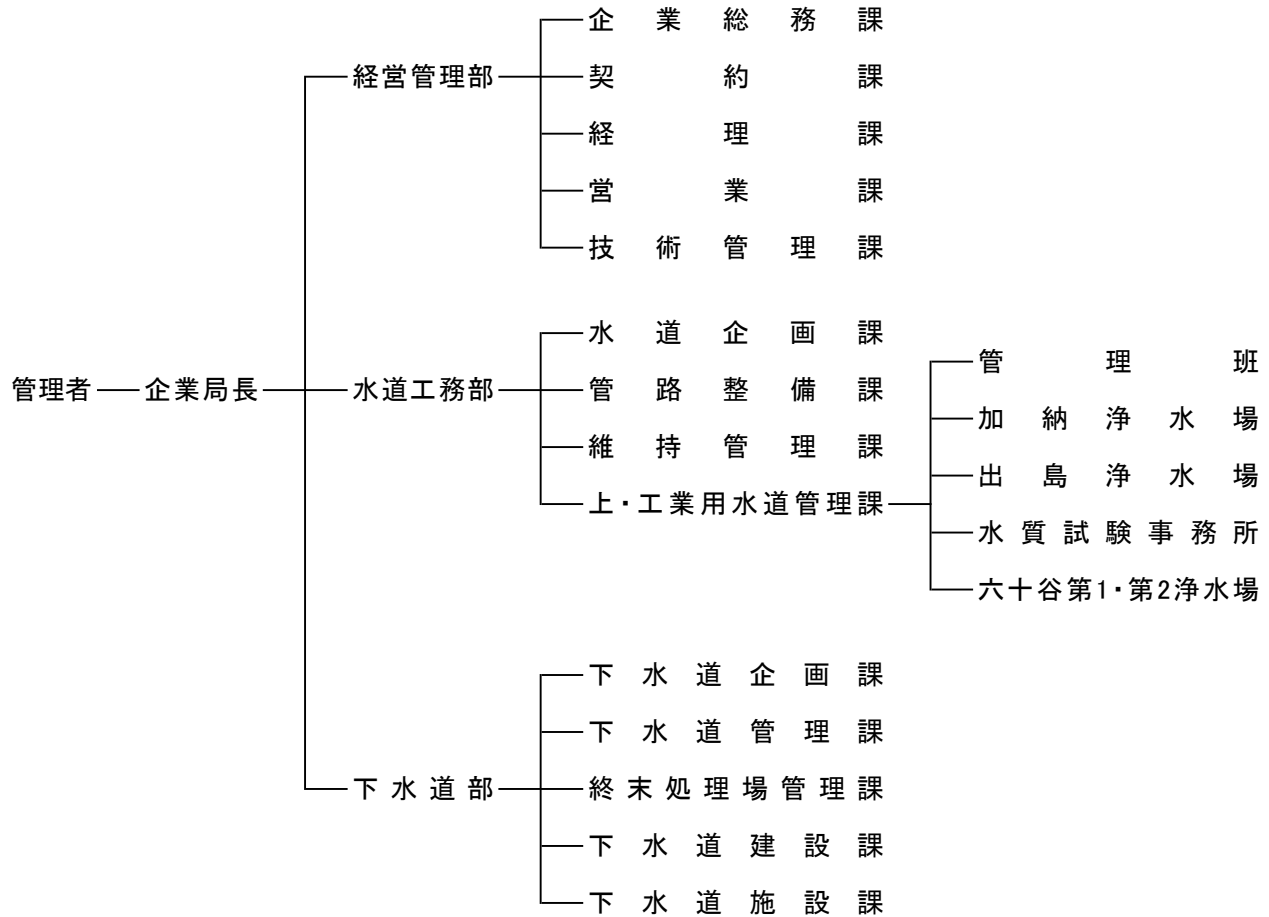 企業総務課
経営管理部
契約課
経理課
営業課
技術管理課
水道企画課
管理者
企業局長
水道工務部
管路整備課
維持管理課
上・工業用水道管理課
管理班
加納浄水場
出島浄水場
水質試験事務所
六十谷第1・第2浄水場
下水道企画課
下水道管理課
下水道部
終末処理場管理課
下水道建設課
下水道施設課